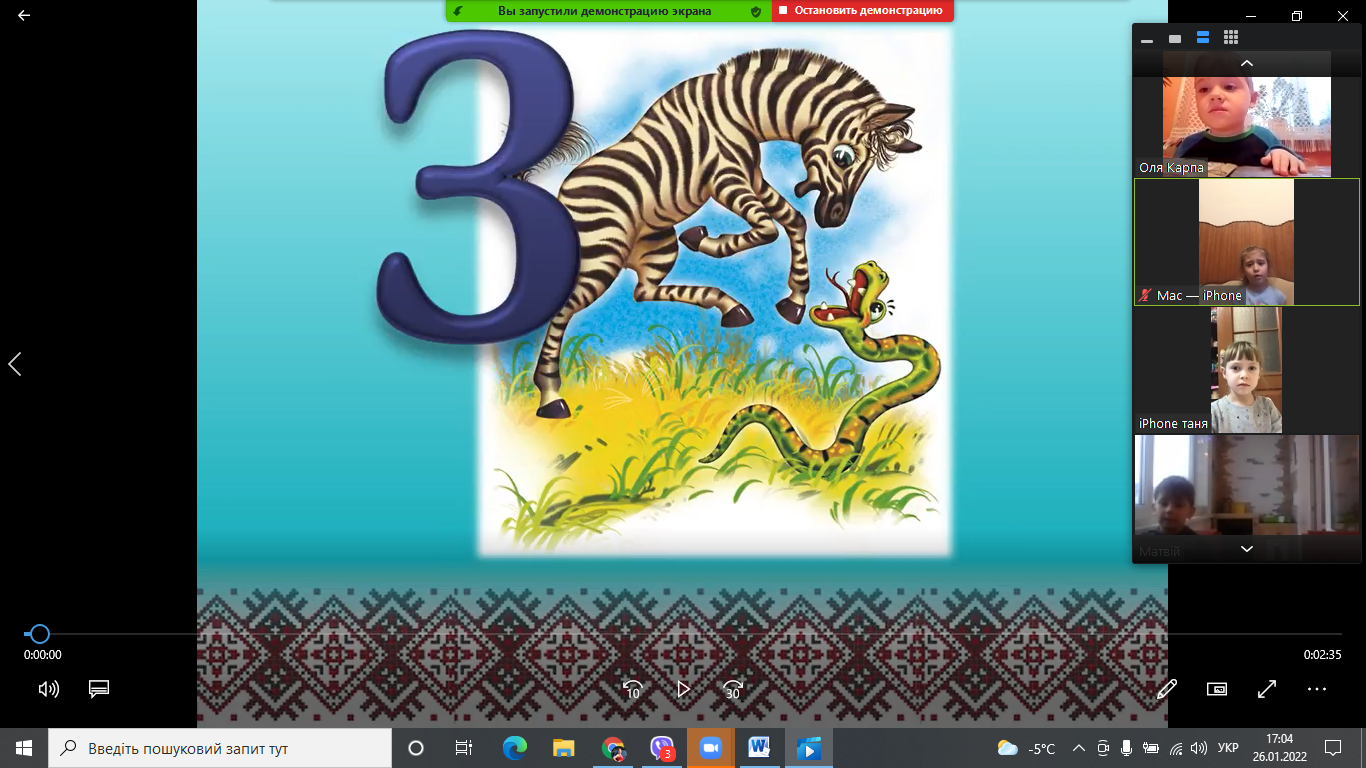 Вы запустили демонстрацию экрана
Остановить демонстрацию
З
Оля Карпа
Mac — iPhone
iPhone таня
Матвій
0:00:00
0:02:35
10
30
Введіть пошуковий запит тут
3
-5°C
УКР
17:04
26.01.2022